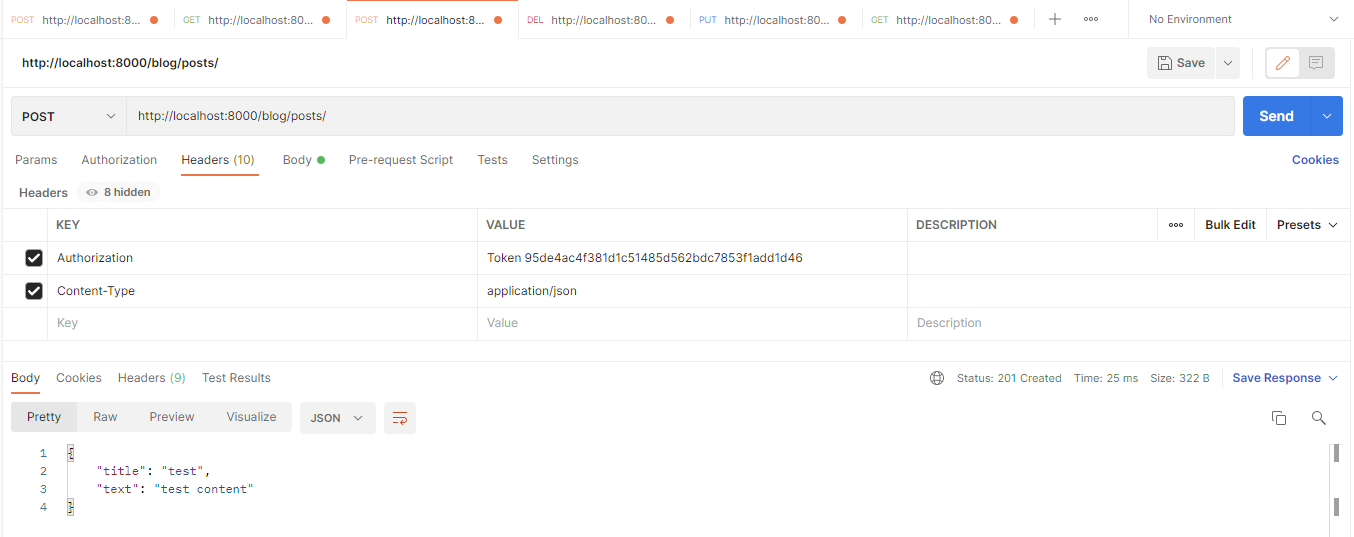 POST http://localhost:8... GET http://localhost:80... POST http://localhost:8... DEL http://localhost:80... PUT http://localhost:80... GET http://localhost:80... No Environment
http://localhost:8000/blog/posts/ Save
POST http://localhost:8000/blog/posts/ Send
Params Authorization Headers (10) Body Pre-request Script Tests Settings Cookies
Headers 8 hidden
KEY VALUE DESCRIPTION Bulk Edit Presets
Authorization Token 95de4ac4f381d1c51485d562bdc7853f1add1d46
Content-Type application/json
Key Value Description
Body Cookies Headers (9) Test Results Status: 201 Created Time: 25 ms Size: 322 B Save Response
Pretty Raw Preview Visualize JSON
1 {
2 "title": "test",
3 "text": "test content"
4 }